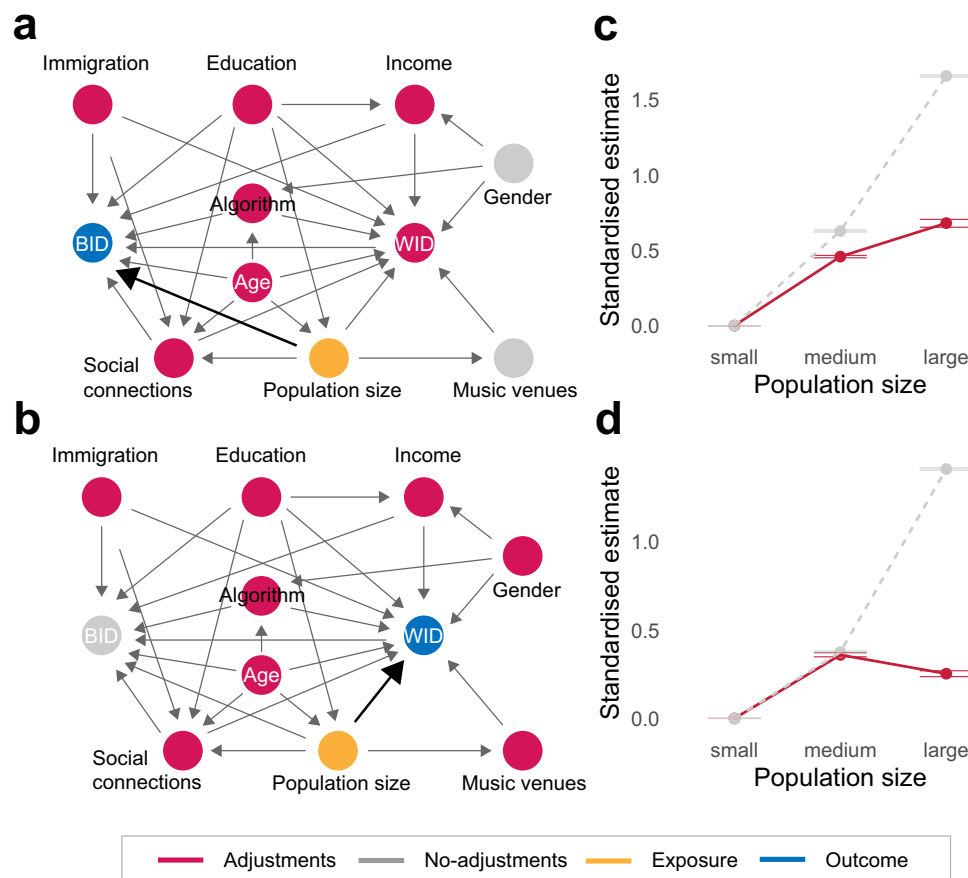 a
Immigration
Education
Income
Gender
Algorithm
BID
WID
Age
Social
connections
Population size
Music venues
c
Standardised estimate
1.5
1.0
0.5
0.0
small
medium
large
Population size
b
Immigration
Education
Income
Gender
Algorithm
BID
WID
Age
Social
connections
Population size
Music venues
d
Standardised estimate
1.0
0.5
0.0
small
medium
large
Population size
Adjustments
No-adjustments
Exposure
Outcome